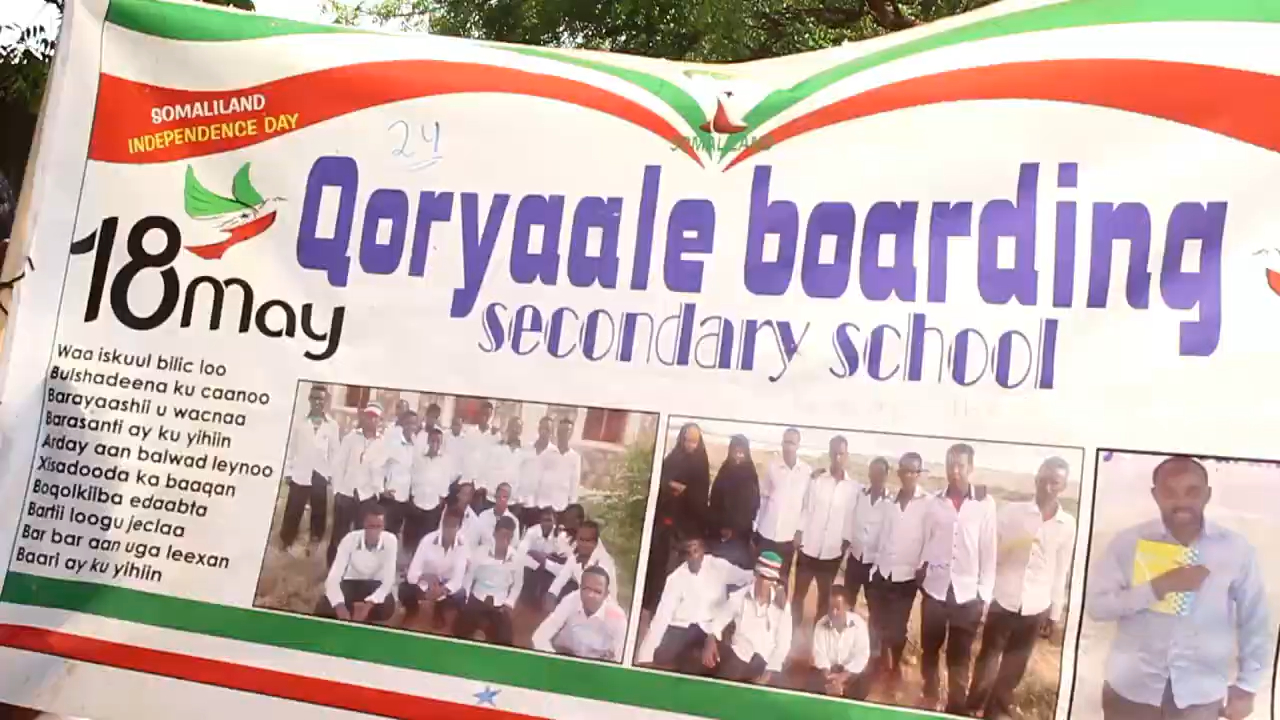 SOMALILAND
INDEPENDENCE DAY
24
SOMALILAND
Qoryaale boarding
secondary school
18 May
Waa iskuul bilic loo
Bulshadeena ku caanoo
Barayaashii u wacnaa
Barasanti ay ku yihiin
Arday aan balwad leynoo
Xisadooda ka baaqan
Boqolkiiba edaabta
Bartii loogu jeclaa
Bar bar aan uga leexan
Baari ay ku yihiin